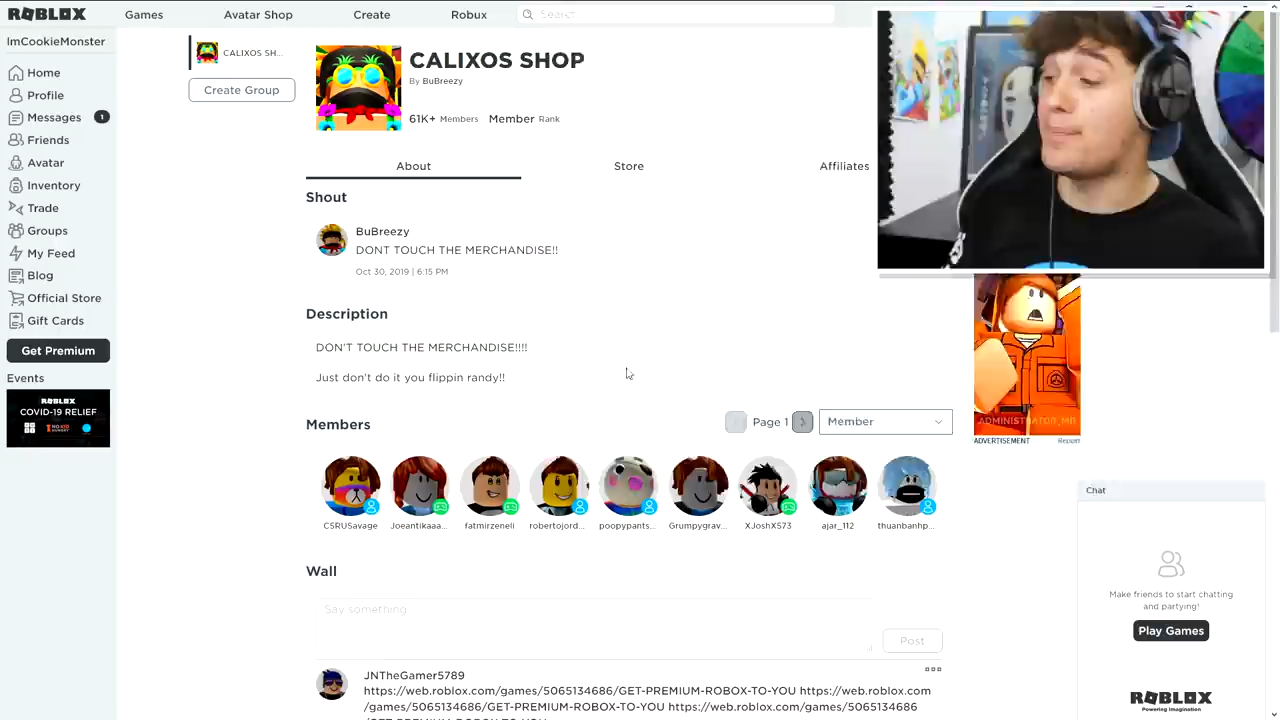 ROBLOX
Games
Avatar Shop
Create
Robux
Search
ImCookieMonster
Home
Profile
Messages 1
Friends
Avatar
Inventory
Trade
Groups
My Feed
Blog
Official Store
Gift Cards
Get Premium
Events
ROBLOX
COVID-19 RELIEF
CALIXOS SH...
Create Group
CALIXOS SHOP
By BuBreezy
61K+ Members Member Rank
About
Store
Affiliates
Shout
BuBreezy
DONT TOUCH THE MERCHANDISE!!
Oct 30, 2019 | 6:15 PM
Description
DON'T TOUCH THE MERCHANDISE!!!!
Just don't do it you flippin randy!!
Members
Page 1
Member
CSRUSavage
Joeantikaaa...
fatmirzeneli
robertojord...
poopypants...
Grumpygrav...
XJoshX573
ajar_112
thuanbanhp...
Wall
Say something
Post
JNTheGamer5789
https://web.roblox.com/games/5065134686/GET-PREMIUM-ROBOX-TO-YOU https://web.roblox.com
/games/5065134686/GET-PREMIUM-ROBOX-TO-YOU https://web.roblox.com/games/5065134686
/GET-PREMIUM-ROBOX-TO-YOU
ADVERTISEMENT
Report
Chat
Make friends to start chatting
and partying!
Play Games
ROBLOX
Powering Imagination